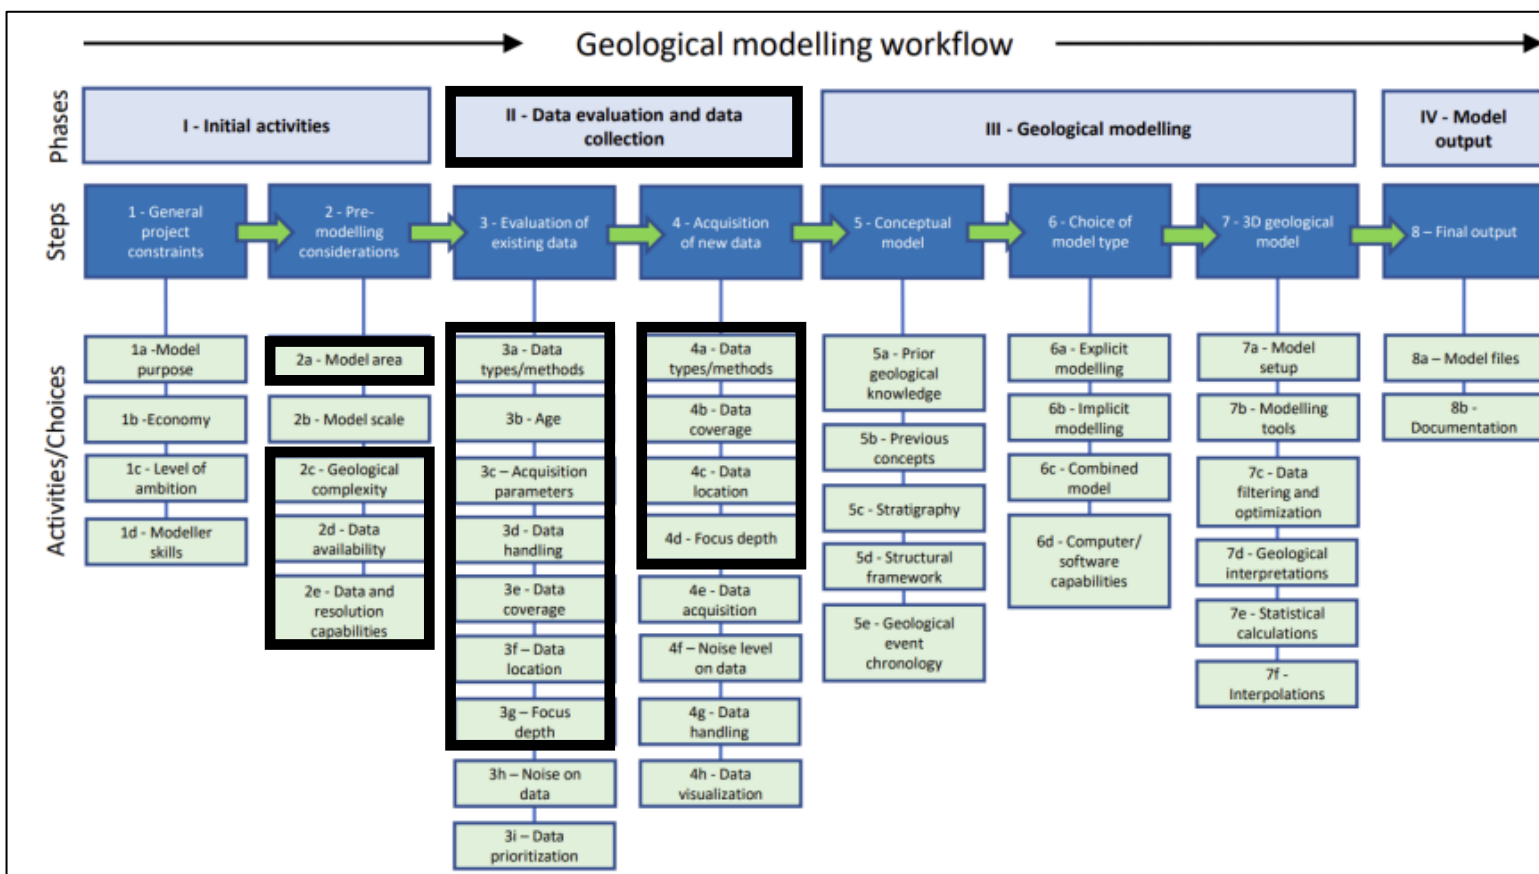 Geological modelling workflow
Phases
I - Initial activities
II - Data evaluation and data
collection
III - Geological modelling
IV - Model
output
Steps
1 - General
project
constraints
2 - Pre-
modelling
considerations
3 - Evaluation of
existing data
4 - Acquisition
of new data
5 - Conceptual
model
6 - Choice of
model type
7 - 3D geological
model
8 – Final output
Activities/Choices
1a -Model
purpose
1b -Economy
1c - Level of
ambition
1d - Modeller
skills
2a - Model area
2b - Model scale
2c - Geological
complexity
2d - Data
availability
2e - Data and
resolution
capabilities
3a - Data
types/methods
3b - Age
3c – Acquisition
parameters
3d - Data
handling
3e - Data
coverage
3f – Data
location
3g – Focus
depth
3h – Noise on
data
3i – Data
prioritization
4a - Data
types/methods
4b - Data
coverage
4c - Data
location
4d - Focus depth
4e - Data
acquisition
4f – Noise level
on data
4g - Data
handling
4h - Data
visualization
5a - Prior
geological
knowledge
5b - Previous
concepts
5c – Stratigraphy
5d - Structural
framework
5e - Geological
event
chronology
6a - Explicit
modelling
6b - Implicit
modelling
6c - Combined
model
6d - Computer/
software
capabilities
7a - Model
setup
7b - Modelling
tools
7c - Data
filtering and
optimization
7d - Geological
interpretations
7e - Statistical
calculations
7f -
Interpolations
8a – Model files
8b -
Documentation